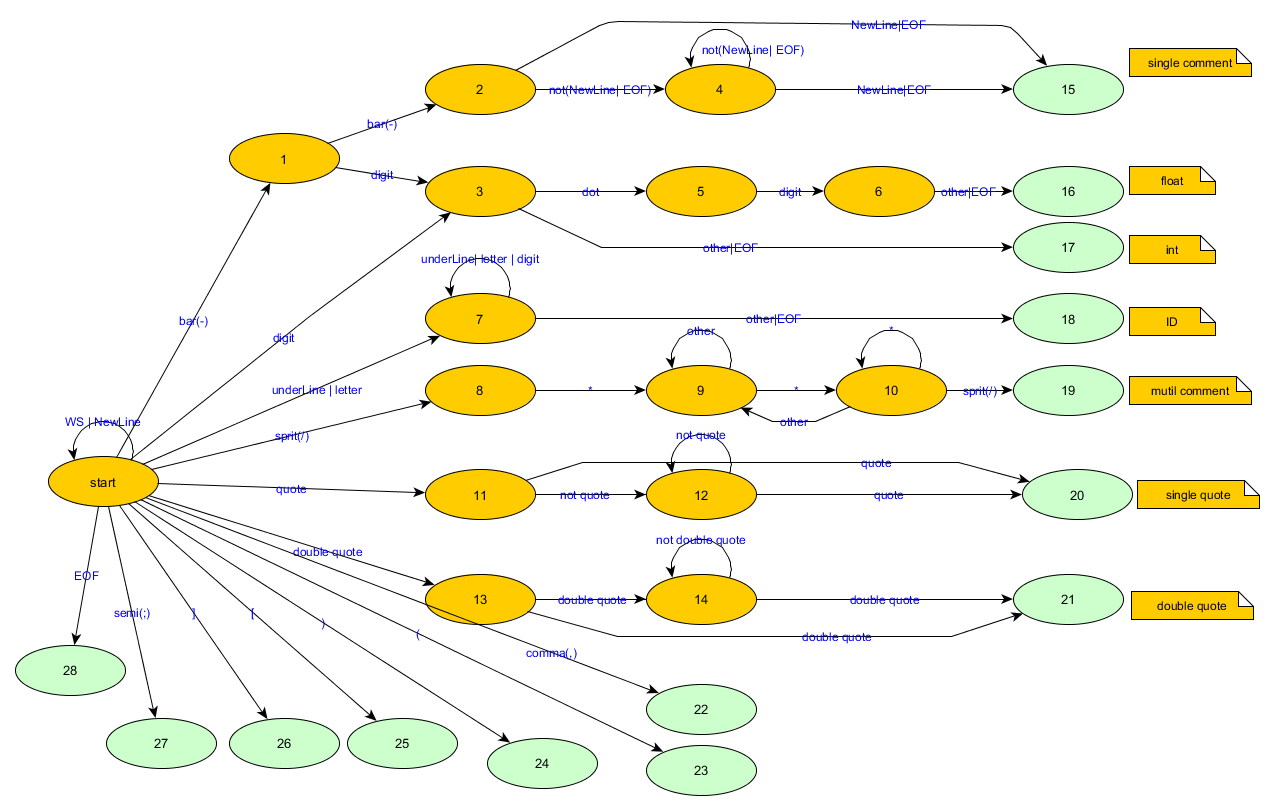 NewLine|EOF
not(NewLine| EOF)
single comment
2
not(NewLine| EOF)
4
NewLine|EOF
15
bar(-)
1
digit
3
dot
5
digit
6
other|EOF
16
float
other|EOF
17
int
underLine| letter | digit
bar(-)
7
other|EOF
18
ID
digit
other
*
underLine | letter
8
*
9
*
10
sprit(/)
19
mutil comment
other
WS | NewLine
sprit(/)
not quote
quote
start
quote
11
not quote
12
quote
20
single quote
not double quote
double quote
EOF
13
double quote
14
double quote
21
double quote
semi(;)
]
[
)
(
double quote
comma(,)
28
22
27
26
25
24
23